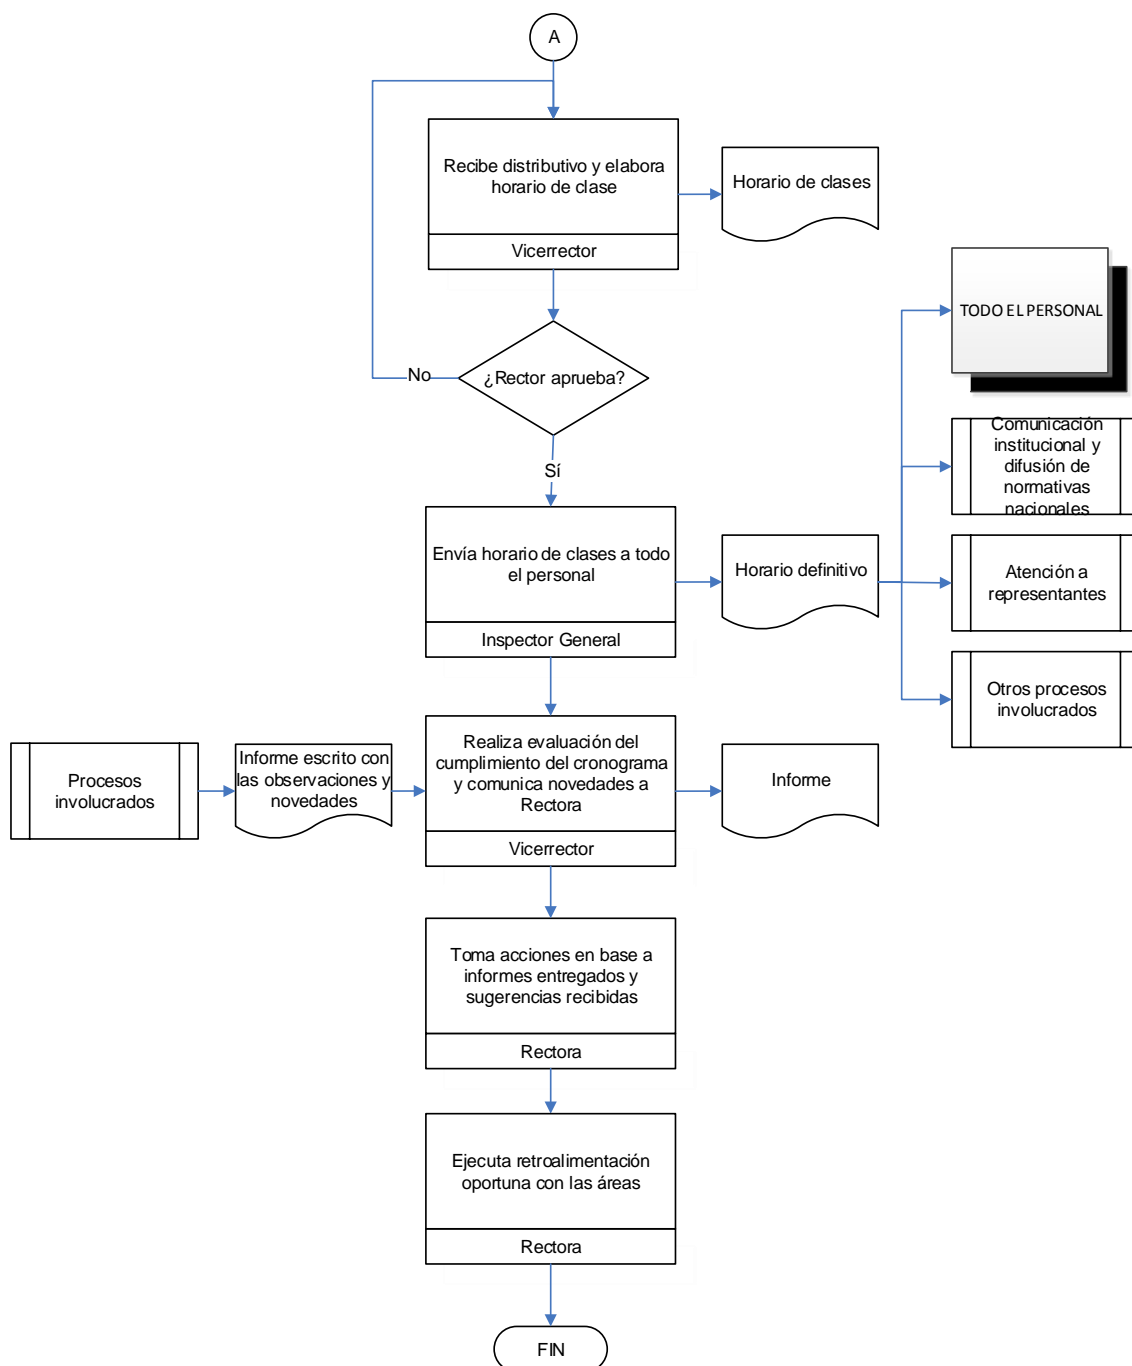 A
Recibe distributivo y elabora
horario de clase
Vicerrector
Horario de clases
¿Rector aprueba?
No
Sí
TODO EL PERSONAL
Comunicación
institucional y
difusión de
normativas
nacionales
Envía horario de clases a todo
el personal
Inspector General
Horario definitivo
Atención a
representantes
Otros procesos
involucrados
Procesos
involucrados
Informe escrito con
las observaciones y
novedades
Realiza evaluación del
cumplimiento del cronograma
y comunica novedades a
Rectora
Vicerrector
Informe
Toma acciones en base a
informes entregados y
sugerencias recibidas
Rectora
Ejecuta retroalimentación
oportuna con las áreas
Rectora
FIN